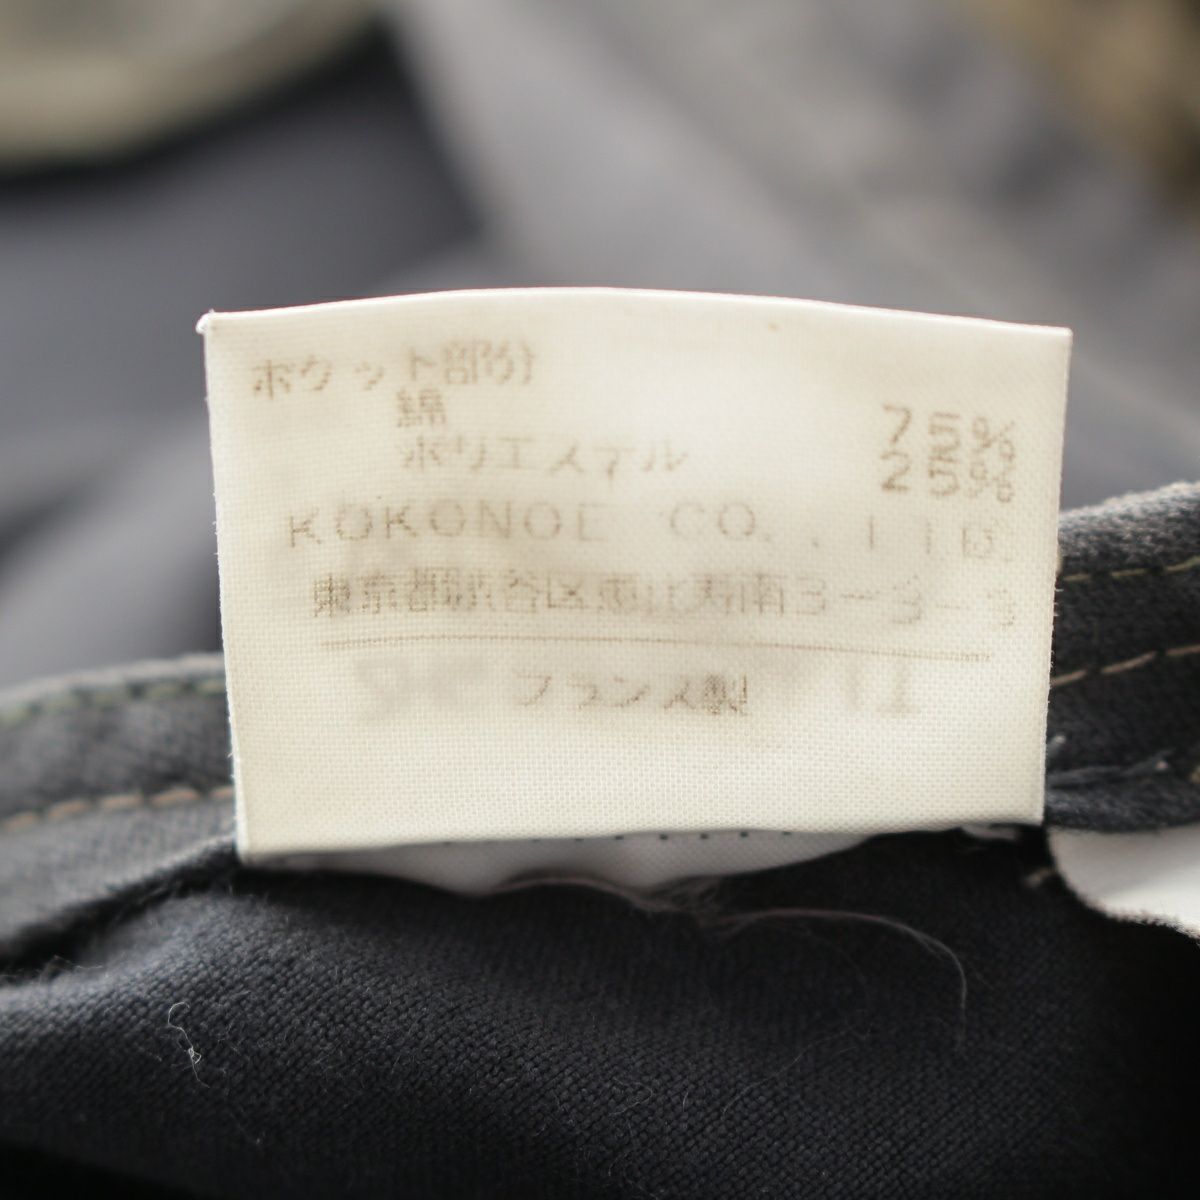 ポケット部分
綿 75%
ポリエステル 25%
KOKONOE CO., LTD.
東京都渋谷区恵比寿南3-3-3
フランス製